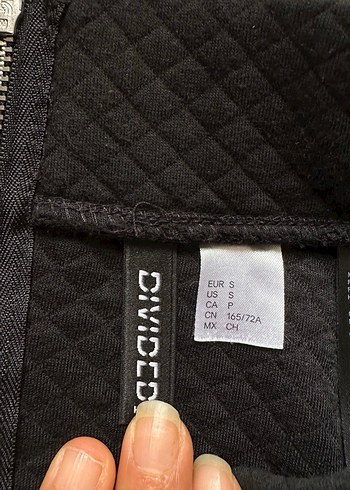 DIVIDED
EUR S
US S
CA P
CN 165/72A
MX CH